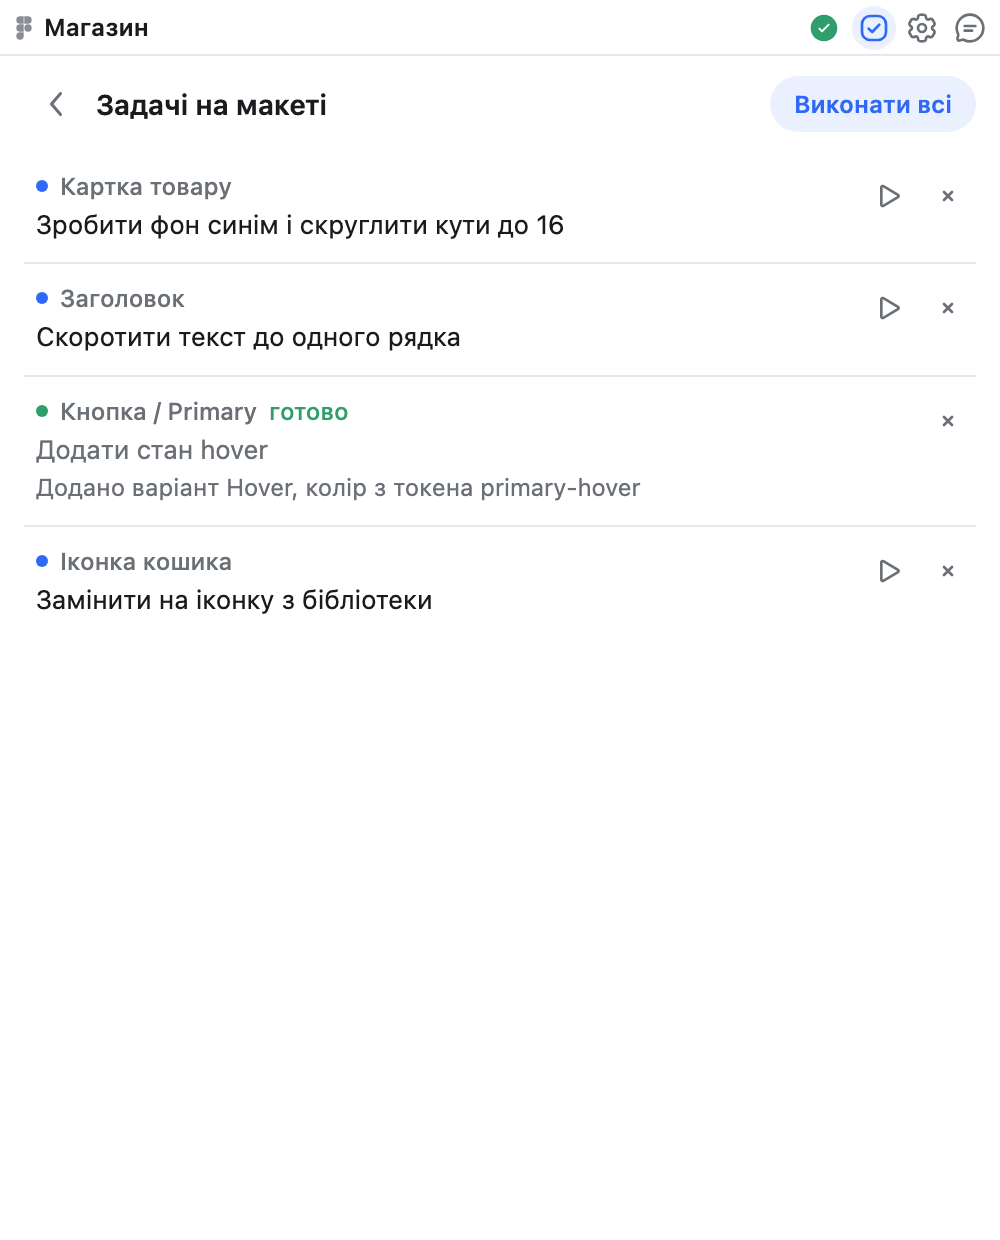 Магазин
Задачі на макеті
Виконати всі
Картка товару
Зробити фон синім і скруглити кути до 16
Заголовок
Скоротити текст до одного рядка
Кнопка / Primary готово
Додати стан hover
Додано варіант Hover, колір з токена primary-hover
Іконка кошика
Замінити на іконку з бібліотеки